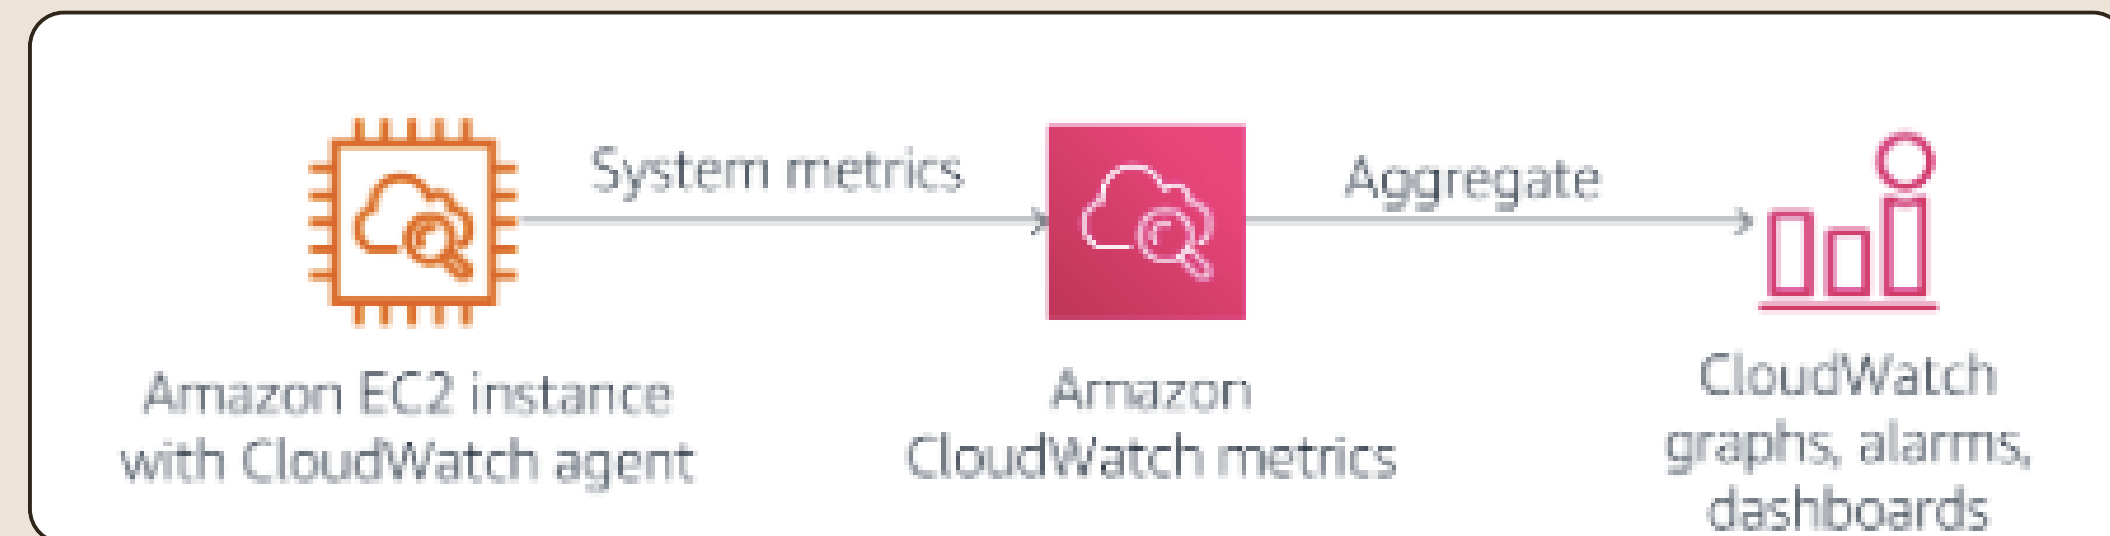 System metrics
Aggregate
Amazon EC2 instance
with CloudWatch agent
Amazon
CloudWatch metrics
CloudWatch
graphs, alarms,
dashboards